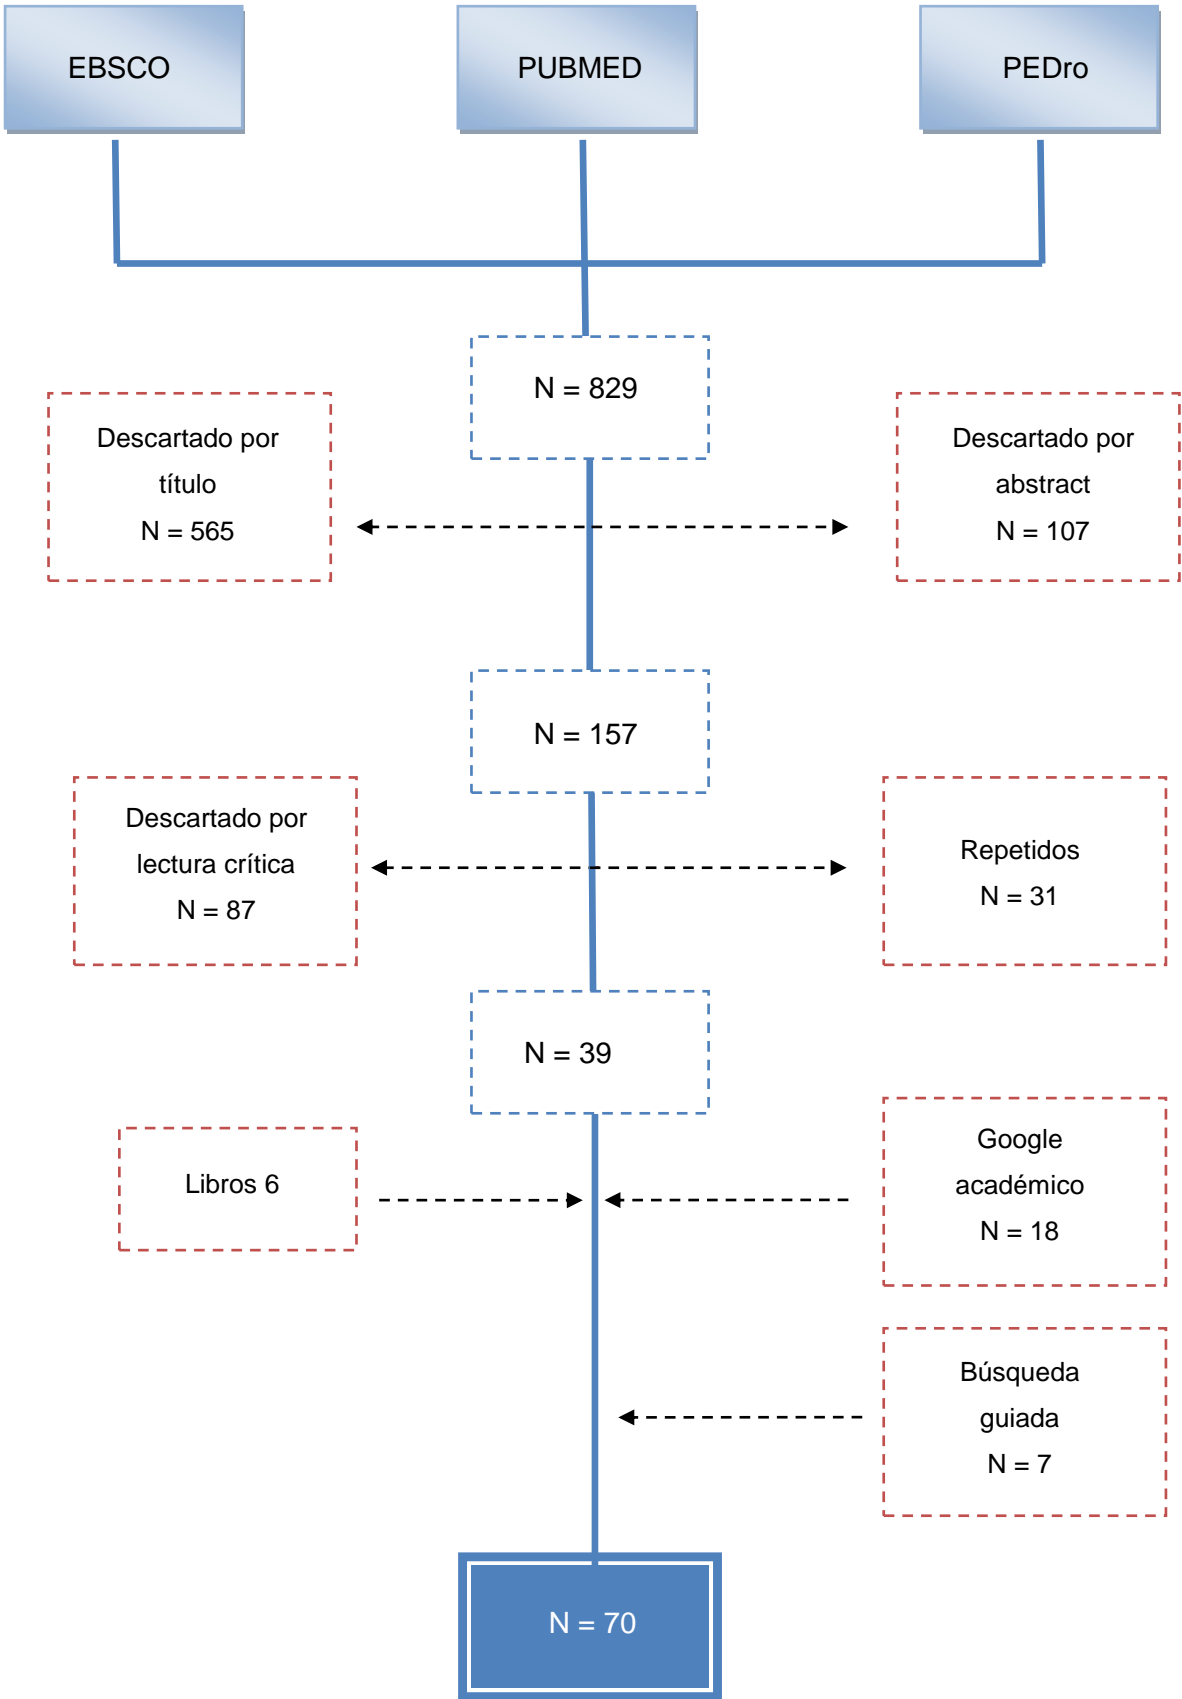 EBSCO
PUBMED
PEDro
N = 829
Descartado por
título
N = 565
Descartado por
abstract
N = 107
N = 157
Descartado por
lectura crítica
N = 87
Repetidos
N = 31
N = 39
Libros 6
Google
académico
N = 18
Búsqueda
guiada
N = 7
N = 70